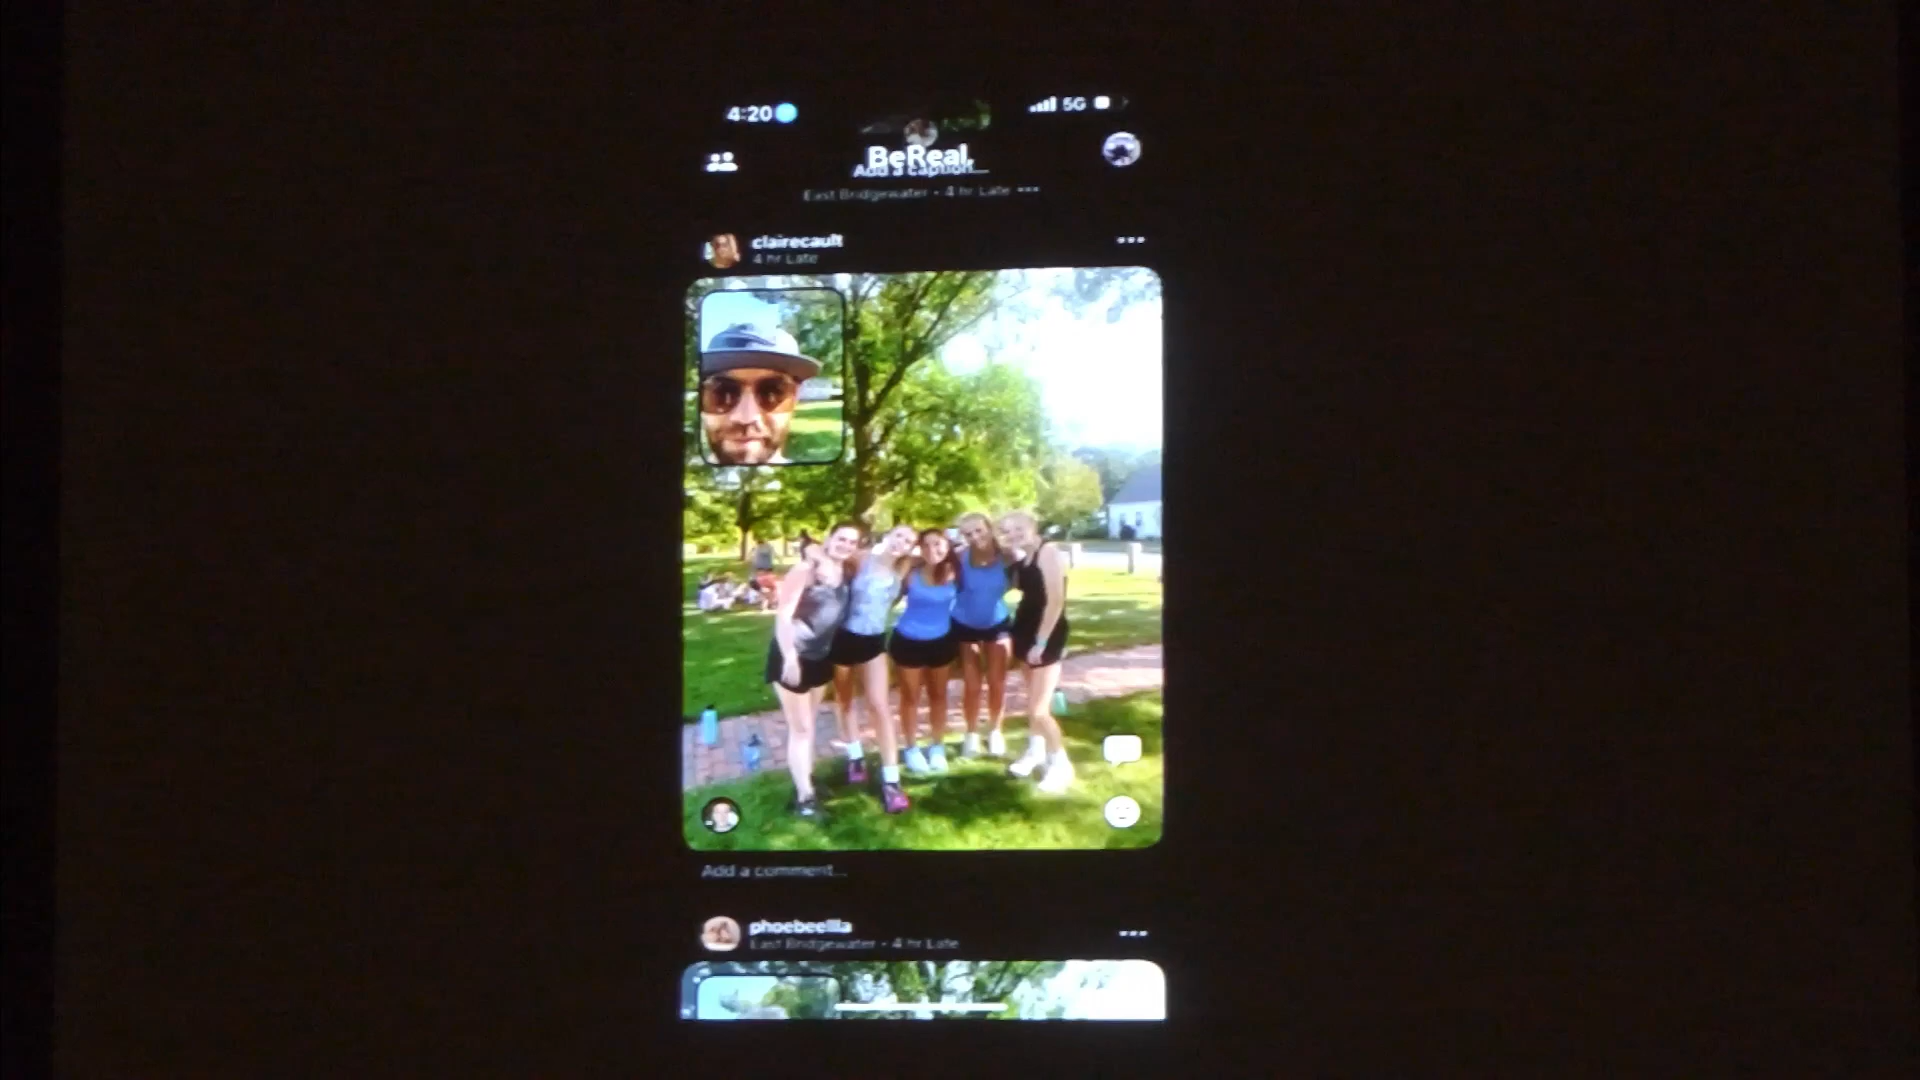 4:20
5G
BeReal.
Add a caption...
East Bridgewater • 4 hr Late •••
clairecault
4 hr Late
Add a comment...
phoebeellla
East Bridgewater • 4 hr Late